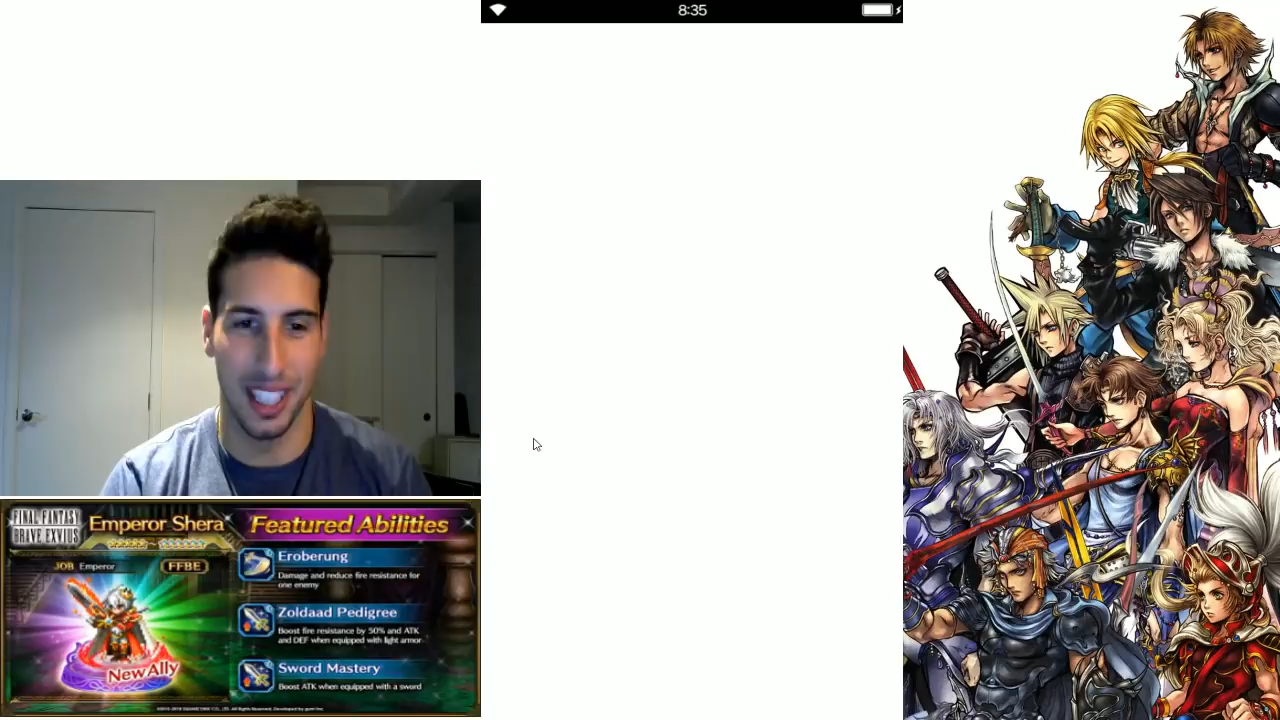 8:35
FINAL FANTASY
BRAVE EXVIUS
Emperor Shera
JOB Emperor
FFBE
New Ally
Featured Abilities
Eroberung
Damage and reduce fire resistance for
one enemy
Zoldaad Pedigree
Boost fire resistance by 50% and ATK
and DEF when equipped with light armor
Sword Mastery
Boost ATK when equipped with a sword